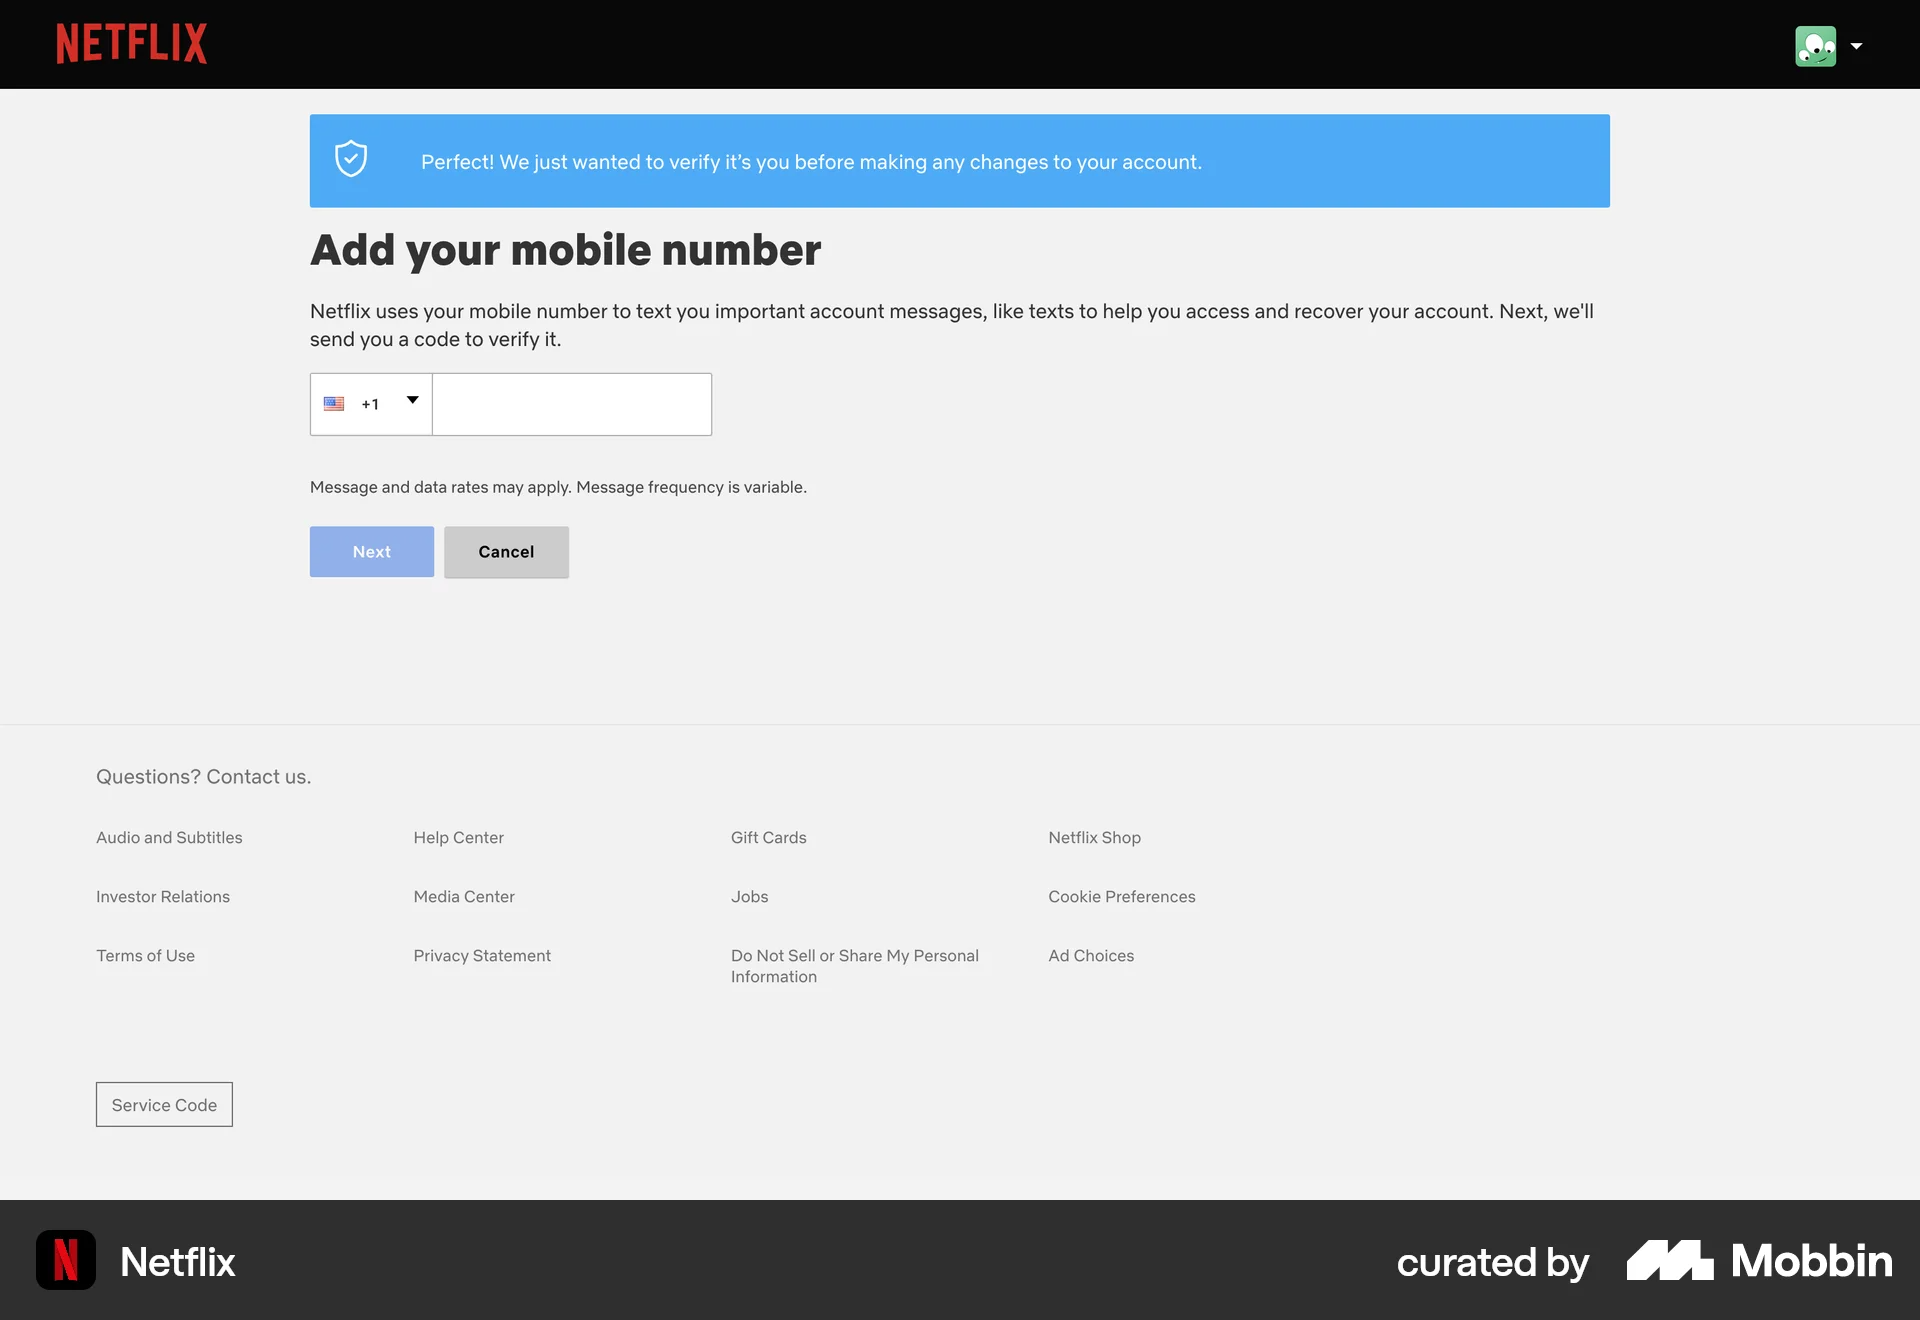 NETFLIX
Perfect! We just wanted to verify it’s you before making any changes to your account.
Add your mobile number
Netflix uses your mobile number to text you important account messages, like texts to help you access and recover your account. Next, we'll
send you a code to verify it.
+1
Message and data rates may apply. Message frequency is variable.
Next Cancel
Questions? Contact us.
Audio and Subtitles Help Center Gift Cards Netflix Shop
Investor Relations Media Center Jobs Cookie Preferences
Terms of Use Privacy Statement Do Not Sell or Share My Personal Ad Choices
Information
Service Code
N Netflix curated by Mobbin